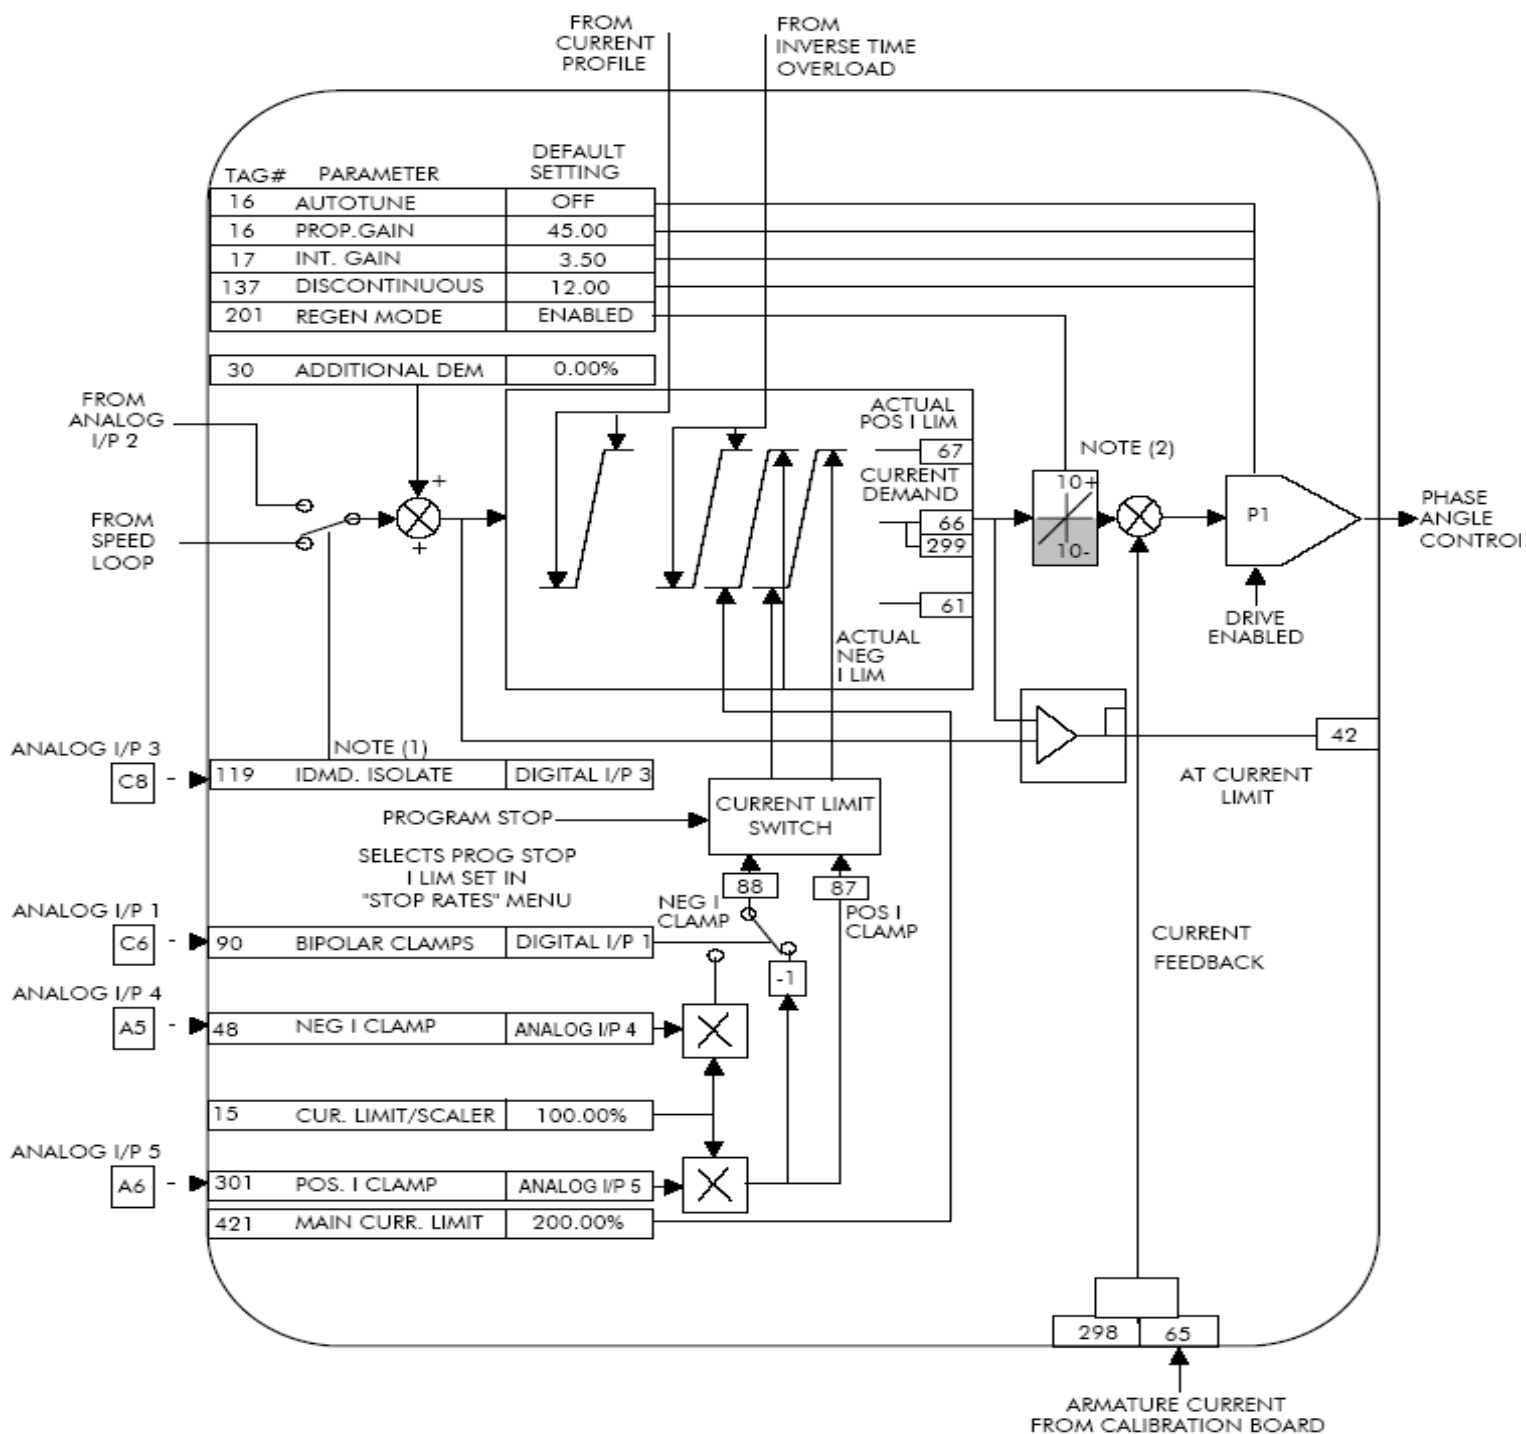 FROM
CURRENT
PROFILE
FROM
INVERSE TIME
OVERLOAD
TAG# PARAMETER DEFAULT
SETTING
16 AUTOTUNE OFF
16 PROP.GAIN 45.00
17 INT. GAIN 3.50
137 DISCONTINUOUS 12.00
201 REGEN MODE ENABLED
30 ADDITIONAL DEM 0.00%
FROM
ANALOG
I/P 2
FROM
SPEED
LOOP
+
+
ACTUAL
POS I LIM
67
CURRENT
DEMAND
66
299
61
ACTUAL
NEG
I LIM
NOTE (2)
10+
10-
P1
PHASE
ANGLE
CONTROL
DRIVE
ENABLED
42
AT CURRENT
LIMIT
ANALOG I/P 3
C8 -
NOTE (1)
119 IDMD. ISOLATE DIGITAL I/P 3
PROGRAM STOP
CURRENT LIMIT
SWITCH
SELECTS PROG STOP
I LIM SET IN
"STOP RATES" MENU
88
87
NEG I
CLAMP
POS I
CLAMP
ANALOG I/P 1
C6 -
90 BIPOLAR CLAMPS DIGITAL I/P 1
-1
CURRENT
FEEDBACK
ANALOG I/P 4
A5 -
48 NEG I CLAMP ANALOG I/P 4
15 CUR. LIMIT/SCALER 100.00%
ANALOG I/P 5
A6 -
301 POS. I CLAMP ANALOG I/P 5
421 MAIN CURR. LIMIT 200.00%
298 65
ARMATURE CURRENT
FROM CALIBRATION BOARD